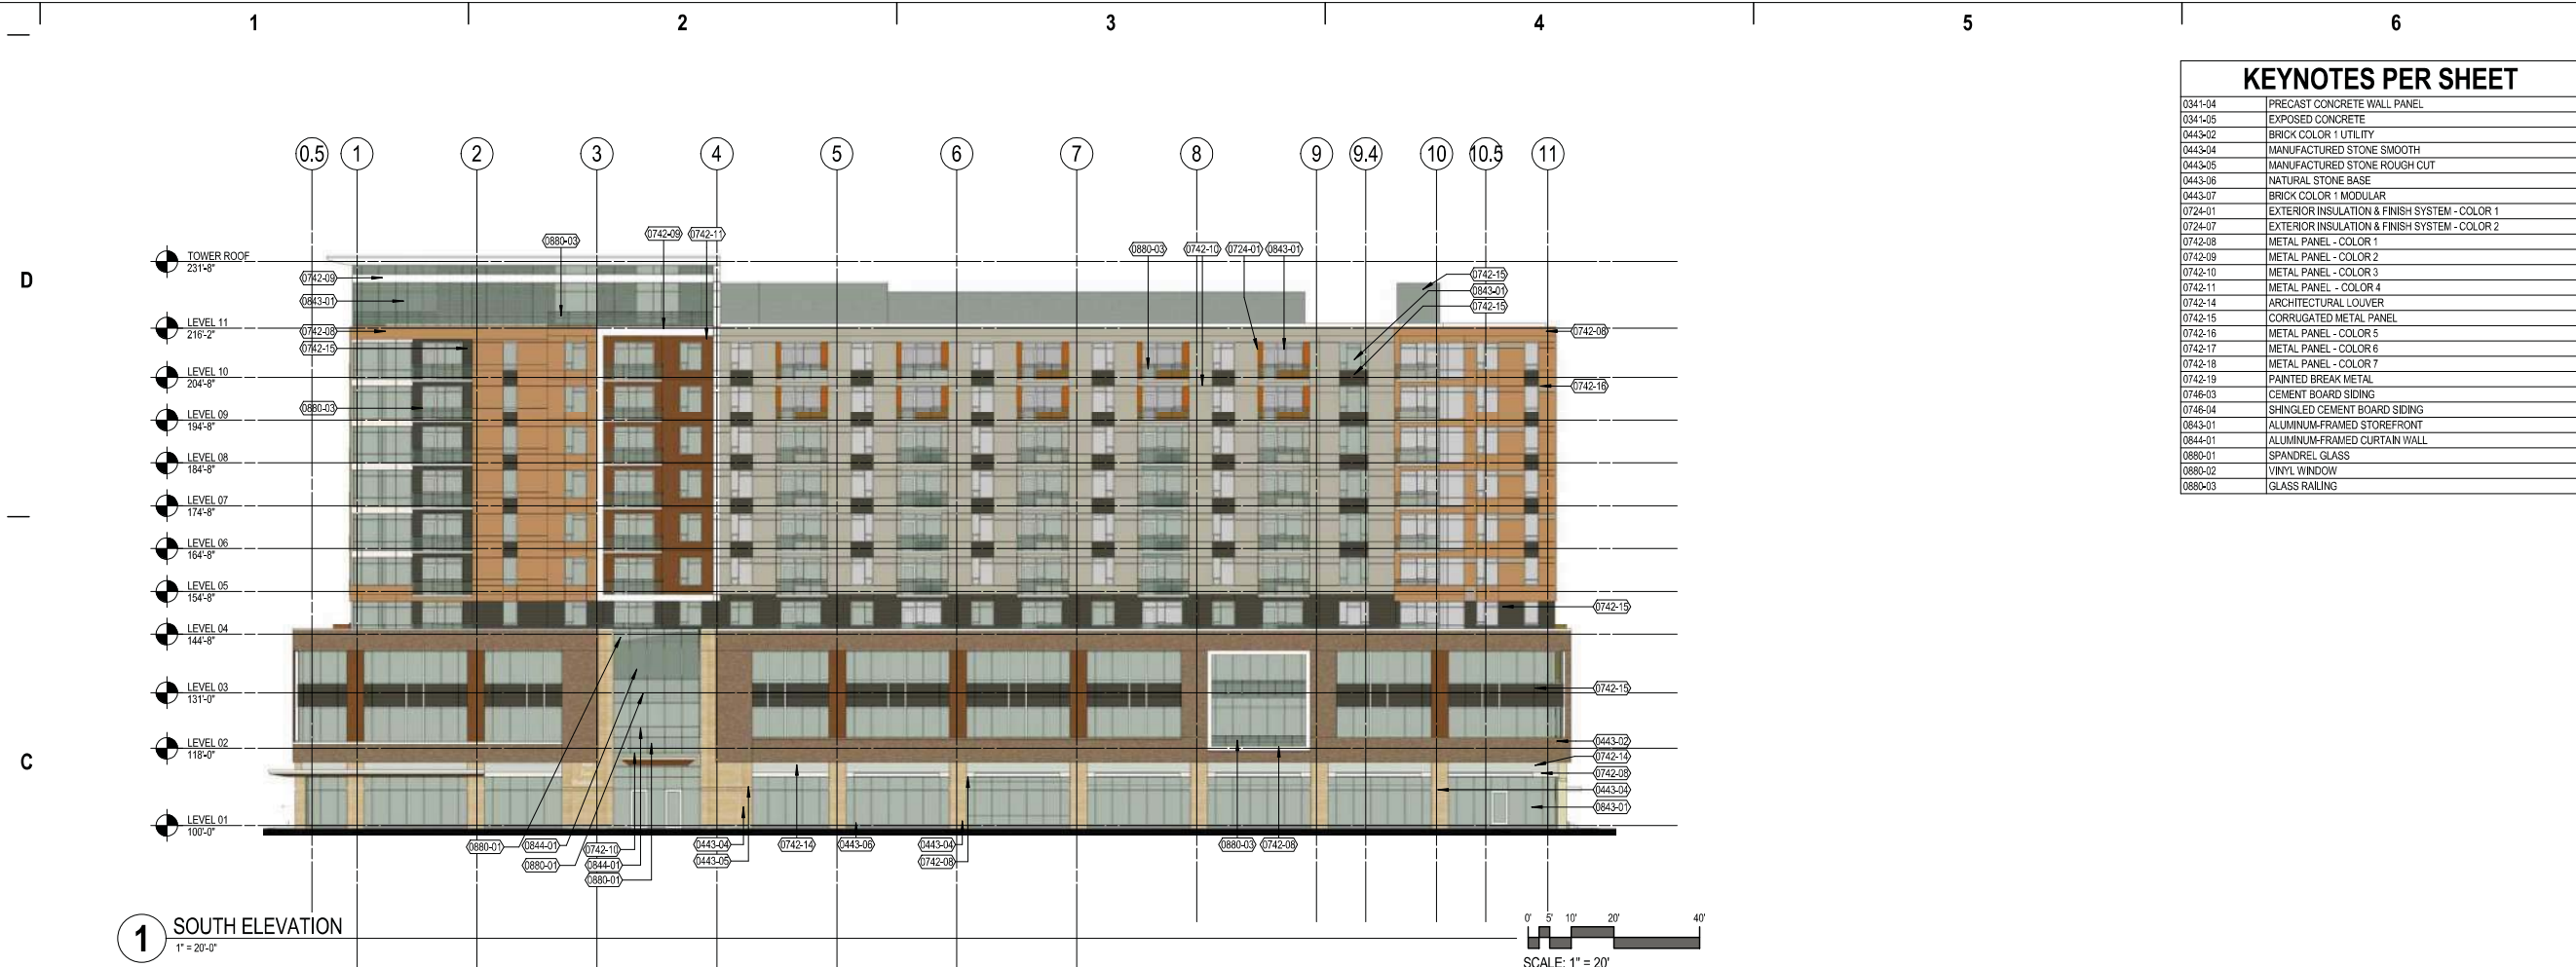 1 2 3 4 5 6
KEYNOTES PER SHEET
0341-04 PRECAST CONCRETE WALL PANEL
0341-05 EXPOSED CONCRETE
0443-02 BRICK COLOR 1 UTILITY
0443-04 MANUFACTURED STONE SMOOTH
0443-05 MANUFACTURED STONE ROUGH CUT
0443-06 NATURAL STONE BASE
0443-07 BRICK COLOR 1 MODULAR
0724-01 EXTERIOR INSULATION & FINISH SYSTEM - COLOR 1
0724-07 EXTERIOR INSULATION & FINISH SYSTEM - COLOR 2
0742-08 METAL PANEL - COLOR 1
0742-09 METAL PANEL - COLOR 2
0742-10 METAL PANEL - COLOR 3
0742-11 METAL PANEL - COLOR 4
0742-14 ARCHITECTURAL LOUVER
0742-15 CORRUGATED METAL PANEL
0742-16 METAL PANEL - COLOR 5
0742-17 METAL PANEL - COLOR 6
0742-18 METAL PANEL - COLOR 7
0742-19 PAINTED BREAK METAL
0746-03 CEMENT BOARD SIDING
0746-04 SHINGLED CEMENT BOARD SIDING
0843-01 ALUMINUM-FRAMED STOREFRONT
0844-01 ALUMINUM-FRAMED CURTAIN WALL
0880-01 SPANDREL GLASS
0880-02 VINYL WINDOW
0880-03 GLASS RAILING
0.5 1 2 3 4 5 6 7 8 9 9.4 10 10.5 11
0880-03 0742-09 0742-11 0880-03 0742-10 0724-01 0843-01
D
TOWER ROOF
231'-8"
0742-09
0742-15
0843-01
0843-01
0742-15
LEVEL 11
216'-2"
0742-08
0742-08
0742-15
LEVEL 10
204'-8"
0742-16
0880-03
LEVEL 09
194'-8"
LEVEL 08
184'-8"
LEVEL 07
174'-8"
LEVEL 06
164'-8"
LEVEL 05
154'-8"
0742-15
LEVEL 04
144'-8"
LEVEL 03
131'-0"
0742-15
LEVEL 02
118'-0"
0443-02
C
0742-14
0742-08
0443-04
0843-01
LEVEL 01
100'-0"
0880-01 0844-01 0742-10 0443-04 0742-14 0443-06 0443-04 0880-03 0742-08
0880-01 0844-01 0443-05 0742-08
0880-01
1 SOUTH ELEVATION
1" = 20'-0"
0' 5' 10' 20' 40'
SCALE: 1" = 20'